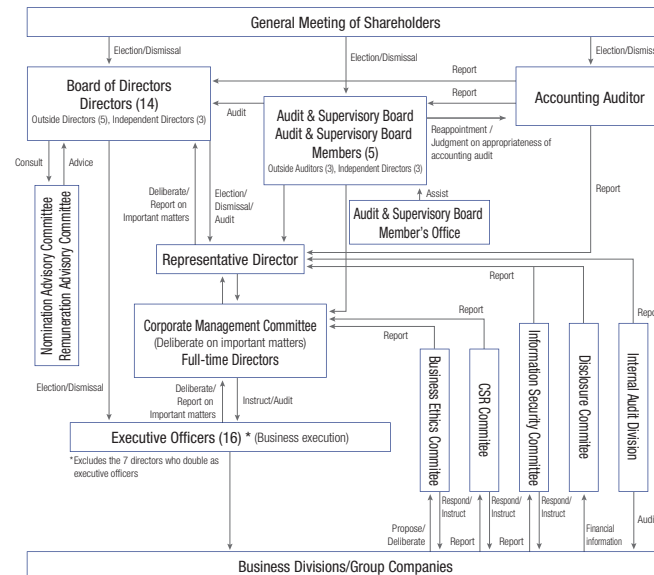 General Meeting of Shareholders
Election/Dismissal
Election/Dismissal
Board of Directors
Directors (14)
Outside Directors (5), Independent Directors (3)
Report
Report
Audit
Audit & Supervisory Board
Audit & Supervisory Board
Members (5)
Outside Auditors (3), Independent Directors (3)
Accounting Auditor
Reappointment /
Judgment on appropriateness of
accounting audit
Consult
Advice
Nomination Advisory Committee
Remuneration Advisory Committee
Deliberate/
Report on
Important matters
Election/
Dismissal/
Audit
Assist
Audit & Supervisory Board
Member's Office
Report
Representative Director
Report
Corporate Management Committee
(Deliberate on important matters)
Full-time Directors
Report
Report
Business Ethics Commitee
CSR Commitee
Information Security Committee
Disclosure Commitee
Internal Audit Division
Election/Dismissal
Deliberate/
Report on
Important matters
Instruct/Audit
Executive Officers (16) * (Business execution)
*Excludes the 7 directors who double as
executive officers
Propose/
Deliberate
Respond/
Instruct
Report
Respond/
Instruct
Report
Respond/
Instruct
Financial
information
Business Divisions/Group Companies